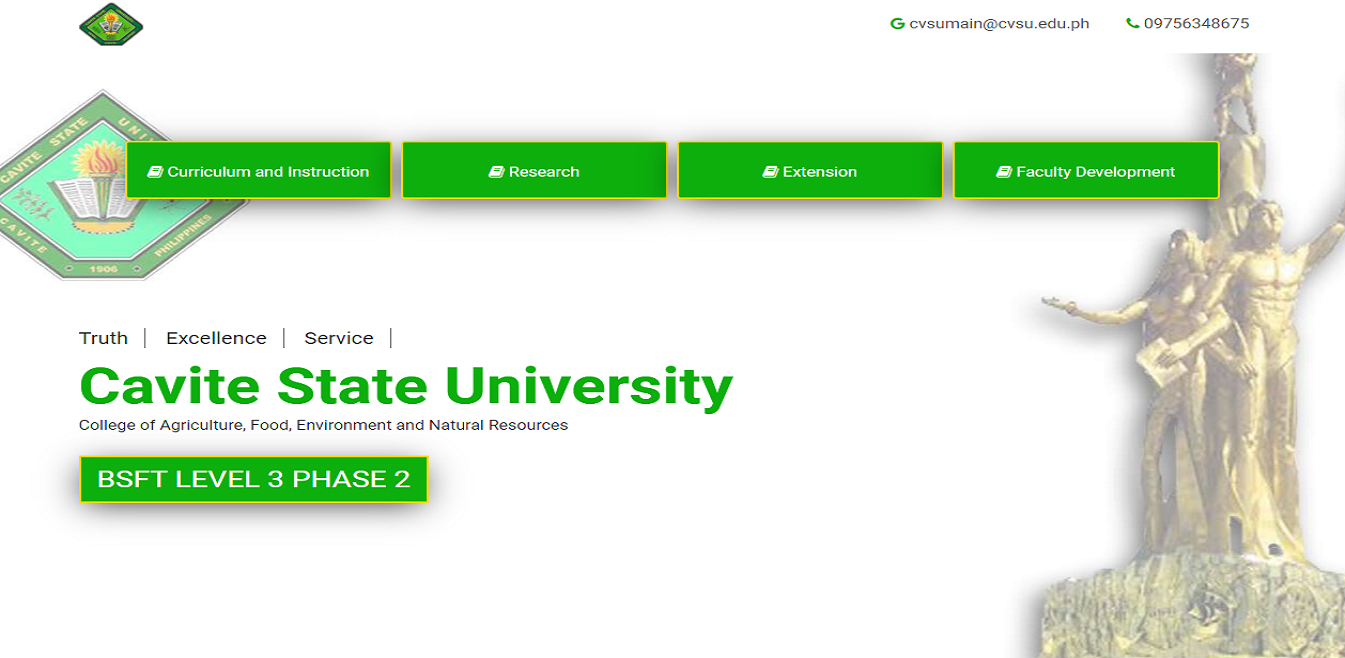 cvsumain@cvsu.edu.ph 09756348675
CAVITE STATE UNI
CAVITE 1906 PHILIPPINES
Curriculum and Instruction Research Extension Faculty Development
Truth | Excellence | Service |
Cavite State University
College of Agriculture, Food, Environment and Natural Resources
BSFT LEVEL 3 PHASE 2